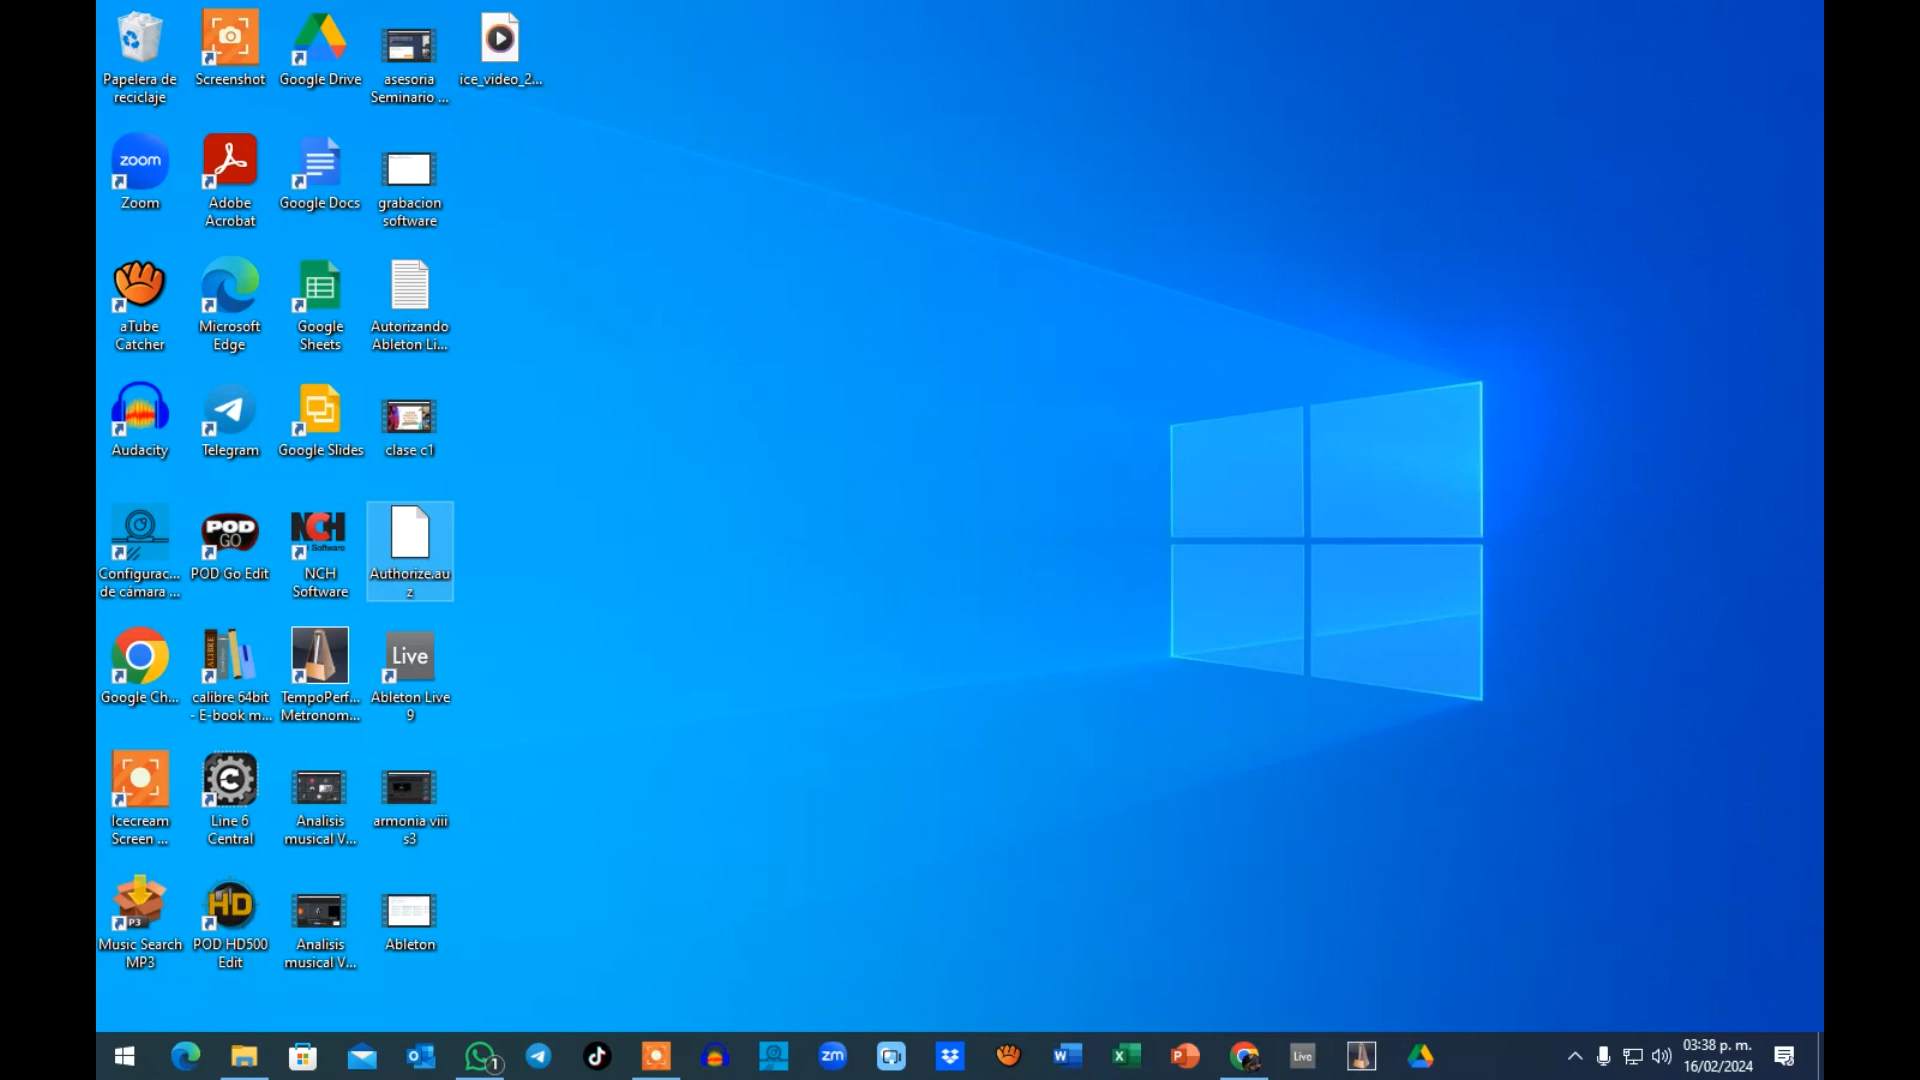 Papelera de
reciclaje
Screenshot
Google Drive
asesoria
Seminario ...
ice_video_2...
zoom
Zoom
Adobe
Acrobat
Google Docs
grabacion
software
aTube
Catcher
Microsoft
Edge
Google
Sheets
Autorizando
Ableton Li...
Audacity
Telegram
Google Slides
clase c1
Configurac...
de cámara ...
POD
GO
POD Go Edit
NCH
Software
NCH
Software
Authorize.au
z
Google Ch...
CALIBRE
calibre 64bit
- E-book m...
TempoPerf...
Metronom...
Live
Ableton Live
9
Icecream
Screen ...
C
Line 6
Central
Analisis
musical V...
armonia viii
s3
P3
Music Search
MP3
HD
POD HD500
Edit
Analisis
musical V...
Ableton
1
zm
W
X
P
Live
03:38 p. m.
16/02/2024